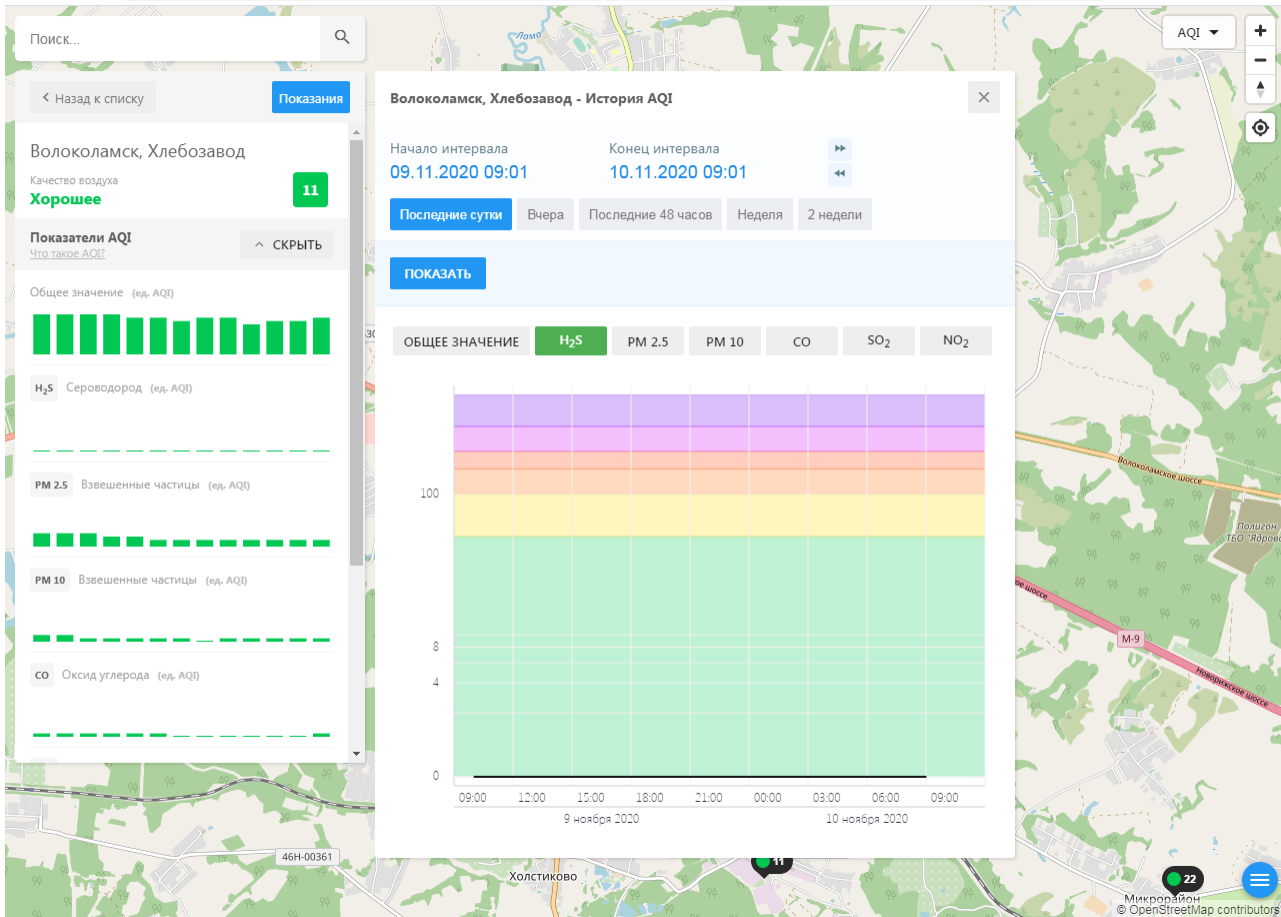 Поиск...
AQI
Ломо
Назад к списку
Показания
Волоколамск, Хлебозавод
Качество воздуха
Хорошее
11
Показатели AQI
Что такое AQI?
СКРЫТЬ
Общее значение (ед. AQI)
H2S Сероводород (ед. AQI)
PM 2.5 Взвешенные частицы (ед. AQI)
PM 10 Взвешенные частицы (ед. AQI)
CO Оксид углерода (ед. AQI)
Волоколамск, Хлебозавод - История AQI
Начало интервала
Конец интервала
09.11.2020 09:01
10.11.2020 09:01
Последние сутки
Вчера
Последние 48 часов
Неделя
2 недели
ПОКАЗАТЬ
ОБЩЕЕ ЗНАЧЕНИЕ
H2S
PM 2.5
PM 10
CO
SO2
NO2
100
8
4
0
09:00 12:00 15:00 18:00 21:00 00:00 03:00 06:00 09:00
9 ноября 2020
10 ноября 2020
Волоколамское шоссе
Полигон
ТБО "Ядрово
М-9
Новорижское шоссе
46Н-00361
Холстиково
11
22
Микрорайон
© OpenStreetMap contributors